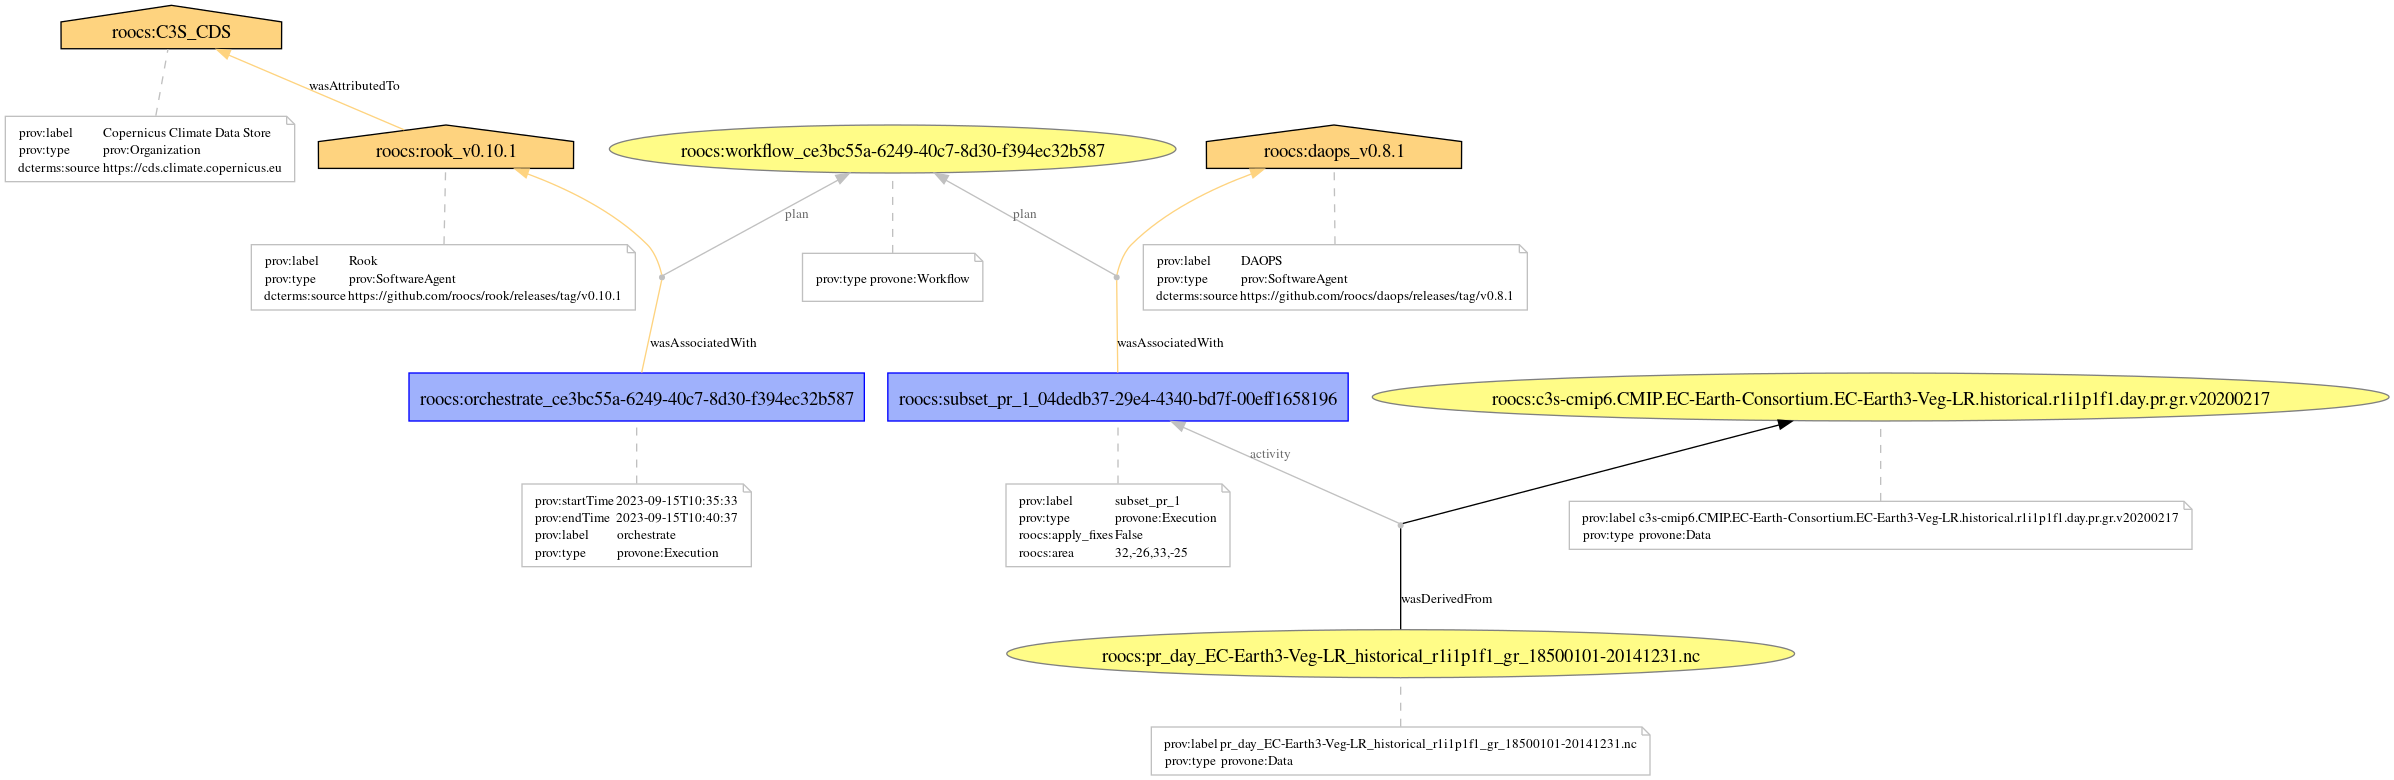 roocs:C3S_CDS
wasAttributedTo
prov:label Copernicus Climate Data Store
prov:type prov:Organization
dcterms:source https://cds.climate.copernicus.eu
roocs:rook_v0.10.1
roocs:workflow_ce3bc55a-6249-40c7-8d30-f394ec32b587
roocs:daops_v0.8.1
plan
plan
prov:label Rook
prov:type prov:SoftwareAgent
dcterms:source https://github.com/roocs/rook/releases/tag/v0.10.1
prov:type provone:Workflow
prov:label DAOPS
prov:type prov:SoftwareAgent
dcterms:source https://github.com/roocs/daops/releases/tag/v0.8.1
wasAssociatedWith
wasAssociatedWith
roocs:orchestrate_ce3bc55a-6249-40c7-8d30-f394ec32b587
roocs:subset_pr_1_04dedb37-29e4-4340-bd7f-00eff1658196
roocs:c3s-cmip6.CMIP.EC-Earth-Consortium.EC-Earth3-Veg-LR.historical.r1i1p1f1.day.pr.gr.v20200217
activity
prov:startTime 2023-09-15T10:35:33
prov:endTime 2023-09-15T10:40:37
prov:label orchestrate
prov:type provone:Execution
prov:label subset_pr_1
prov:type provone:Execution
roocs:apply_fixes False
roocs:area 32,-26,33,-25
prov:label c3s-cmip6.CMIP.EC-Earth-Consortium.EC-Earth3-Veg-LR.historical.r1i1p1f1.day.pr.gr.v20200217
prov:type provone:Data
wasDerivedFrom
roocs:pr_day_EC-Earth3-Veg-LR_historical_r1i1p1f1_gr_18500101-20141231.nc
prov:label pr_day_EC-Earth3-Veg-LR_historical_r1i1p1f1_gr_18500101-20141231.nc
prov:type provone:Data